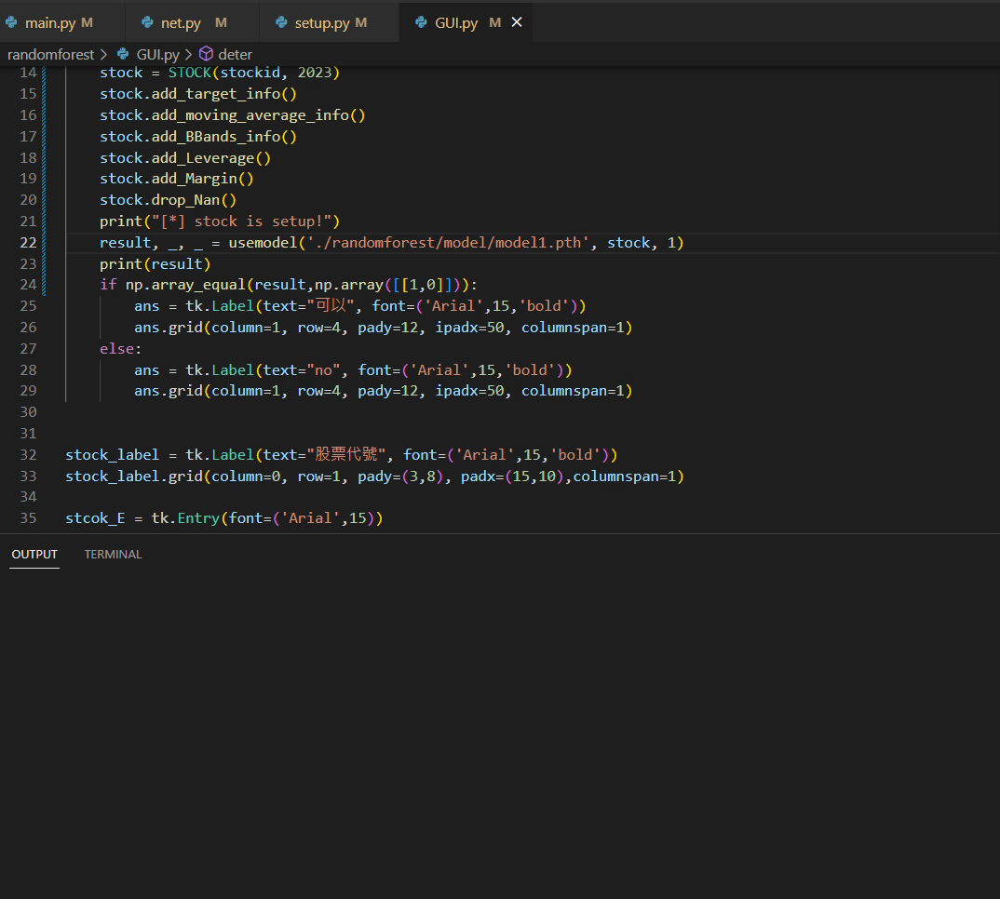 main.py M net.py M setup.py M GUI.py M
randomforest > GUI.py > deter
14 stock = STOCK(stockid, 2023)
15 stock.add_target_info()
16 stock.add_moving_average_info()
17 stock.add_BBands_info()
18 stock.add_Leverage()
19 stock.add_Margin()
20 stock.drop_Nan()
21 print("[*] stock is setup!")
22 result, _, _ = usemodel('./randomforest/model/model1.pth', stock, 1)
23 print(result)
24 if np.array_equal(result,np.array([[1,0]])):
25 ans = tk.Label(text="可以", font=('Arial',15,'bold'))
26 ans.grid(column=1, row=4, pady=12, ipadx=50, columnspan=1)
27 else:
28 ans = tk.Label(text="no", font=('Arial',15,'bold'))
29 ans.grid(column=1, row=4, pady=12, ipadx=50, columnspan=1)
30
31
32 stock_label = tk.Label(text="股票代號", font=('Arial',15,'bold'))
33 stock_label.grid(column=0, row=1, pady=(3,8), padx=(15,10),columnspan=1)
34
35 stcok_E = tk.Entry(font=('Arial',15))
OUTPUT TERMINAL